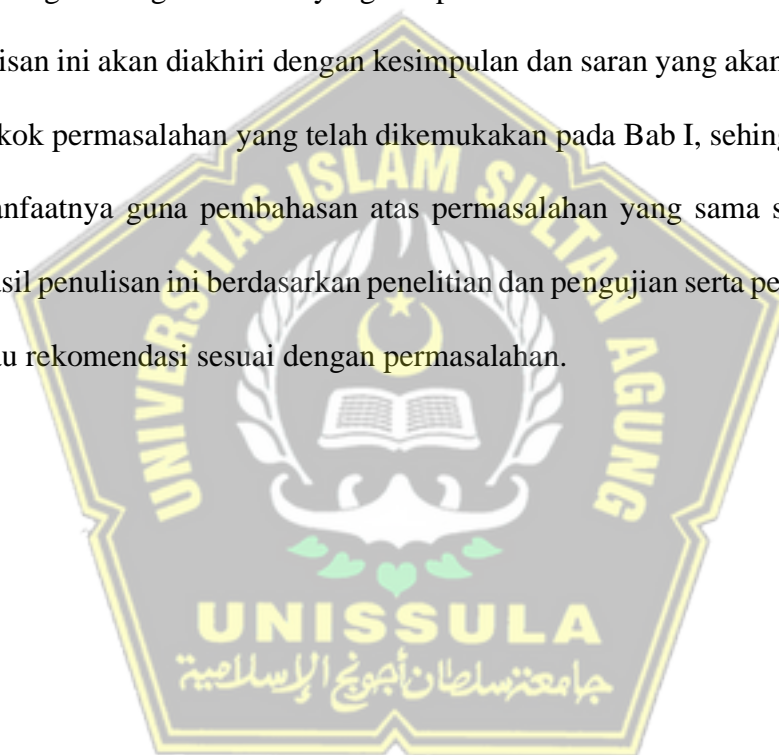 isan ini akan diakhiri dengan kesimpulan dan saran yang akan
kok permasalahan yang telah dikemukakan pada Bab I, sehing
anfaatnya guna pembahasan atas permasalahan yang sama s
sil penulisan ini berdasarkan penelitian dan pengujian serta pe
u rekomendasi sesuai dengan permasalahan.
UNIVERSITAS ISLAM SULTAN AGUNG
UNISSULA
جامعة سلطان أجونج الإسلامية